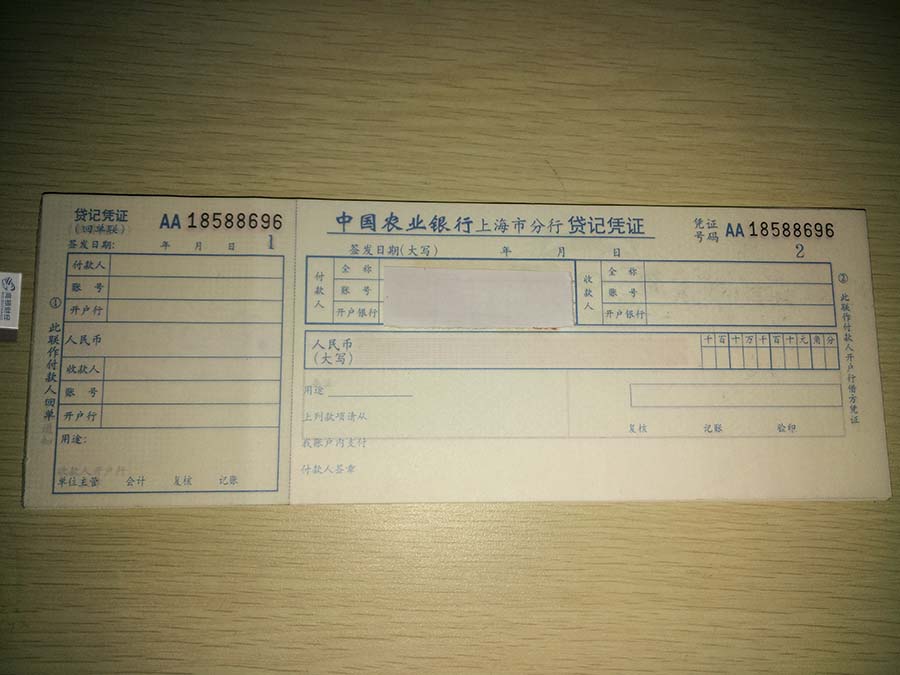 贷记凭证
(回单联)
AA 18588696
签发日期: 年 月 日 1
付款人
账 号
开户行
人民币
收款人
账 号
开户行
用途:
收款人开户行
单位主管 会计 复核 记账
① 此联作付款人回单通知
中国农业银行上海市分行贷记凭证
凭证号码 AA 18588696
签发日期(大写) 年 月 日 2
付款人
全 称
账 号
开户银行
收款人
全 称
账 号
开户银行
人民币
(大写)
千百十万千百十元角分
用途
上列款项请从
我账户内支付
付款人签章
复核 记账 验印
② 此联作付款人开户行借方凭证